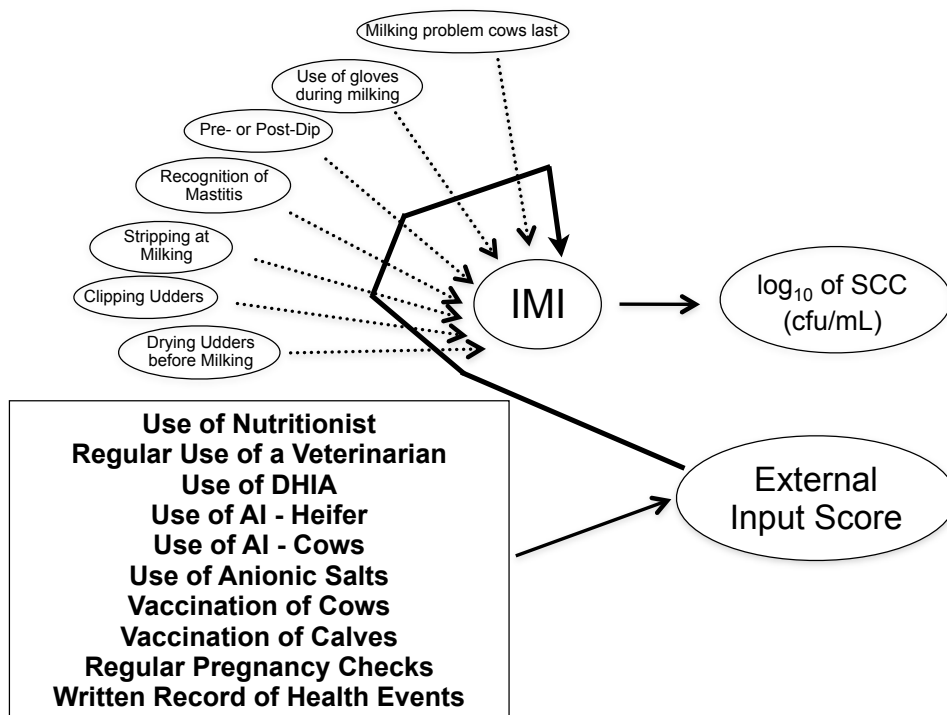 Milking problem cows last
Use of gloves
during milking
Pre- or Post-Dip
Recognition of
Mastitis
Stripping at
Milking
Clipping Udders
Drying Udders
before Milking
IMI
log₁₀ of SCC
(cfu/mL)
External
Input Score
Use of Nutritionist
Regular Use of a Veterinarian
Use of DHIA
Use of AI - Heifer
Use of AI - Cows
Use of Anionic Salts
Vaccination of Cows
Vaccination of Calves
Regular Pregnancy Checks
Written Record of Health Events